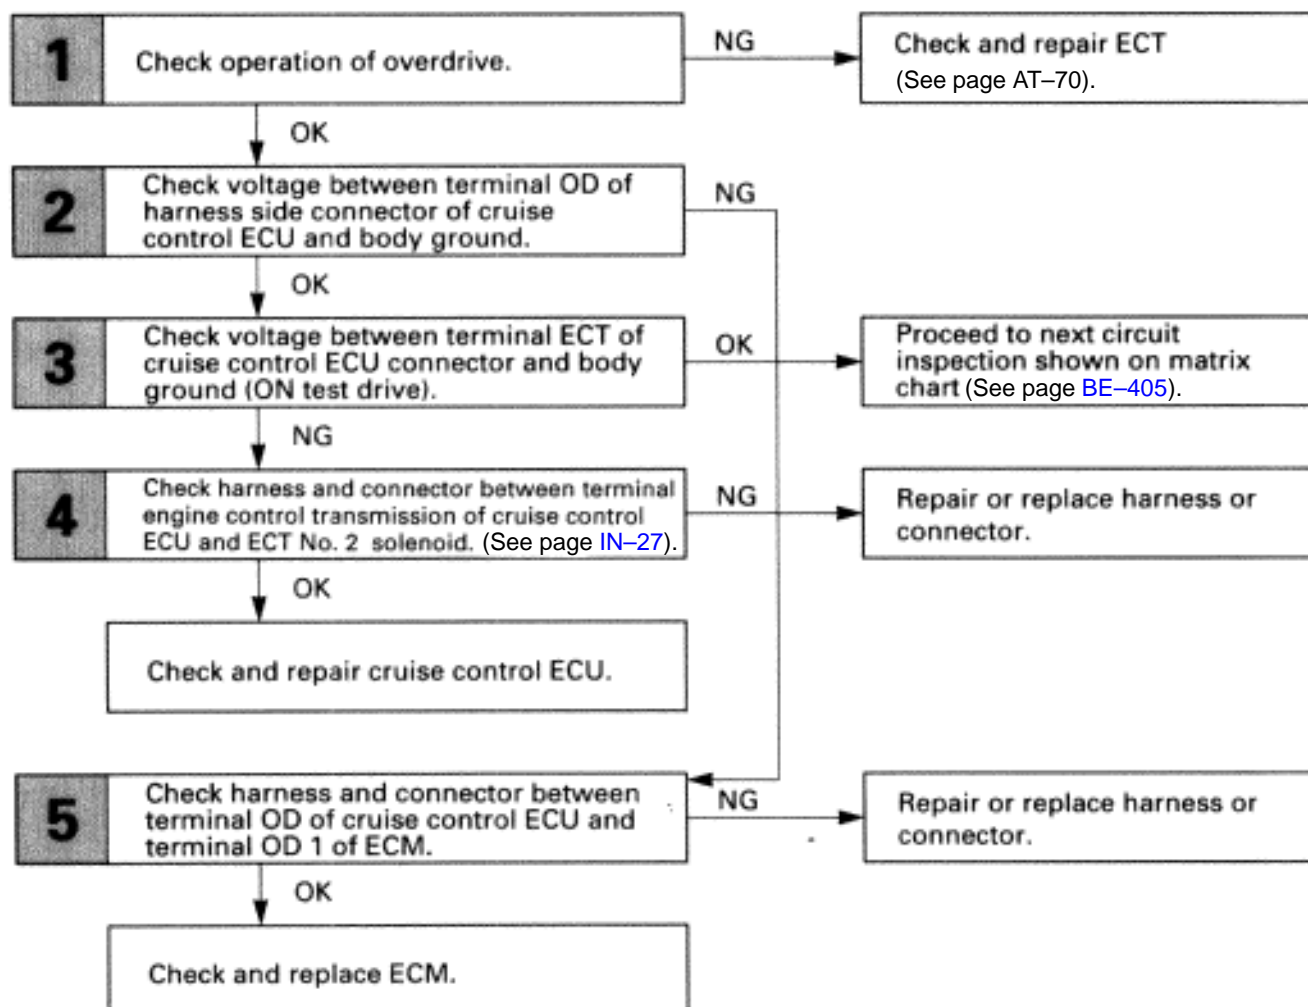 1
Check operation of overdrive.
NG
Check and repair ECT
(See page AT–70).
OK
2
Check voltage between terminal OD of
harness side connector of cruise
control ECU and body ground.
NG
OK
3
Check voltage between terminal ECT of
cruise control ECU connector and body
ground (ON test drive).
OK
Proceed to next circuit
inspection shown on matrix
chart (See page BE–405).
NG
4
Check harness and connector between terminal
engine control transmission of cruise control
ECU and ECT No. 2 solenoid. (See page IN–27).
NG
Repair or replace harness or
connector.
OK
Check and repair cruise control ECU.
5
Check harness and connector between
terminal OD of cruise control ECU and
terminal OD 1 of ECM.
NG
Repair or replace harness or
connector.
OK
Check and replace ECM.